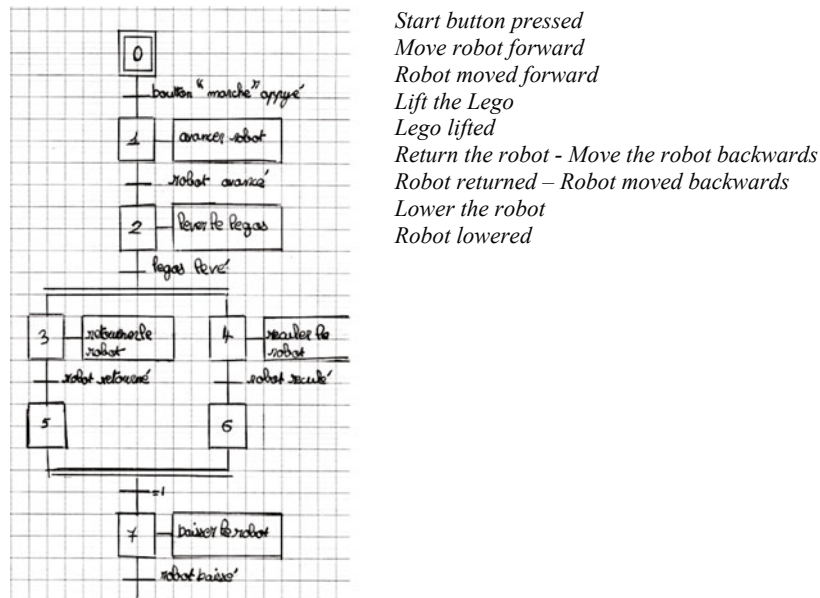 0
bouton "marche" appuyé
1 avancer robot
robot avancé
2 lever le legos
legos levé
3 retourner le
robot
4 reculer le
robot
robot retourné
robot reculé
5
6
=1
7 baisser le robot
robot baissé
Start button pressed
Move robot forward
Robot moved forward
Lift the Lego
Lego lifted
Return the robot - Move the robot backwards
Robot returned – Robot moved backwards
Lower the robot
Robot lowered